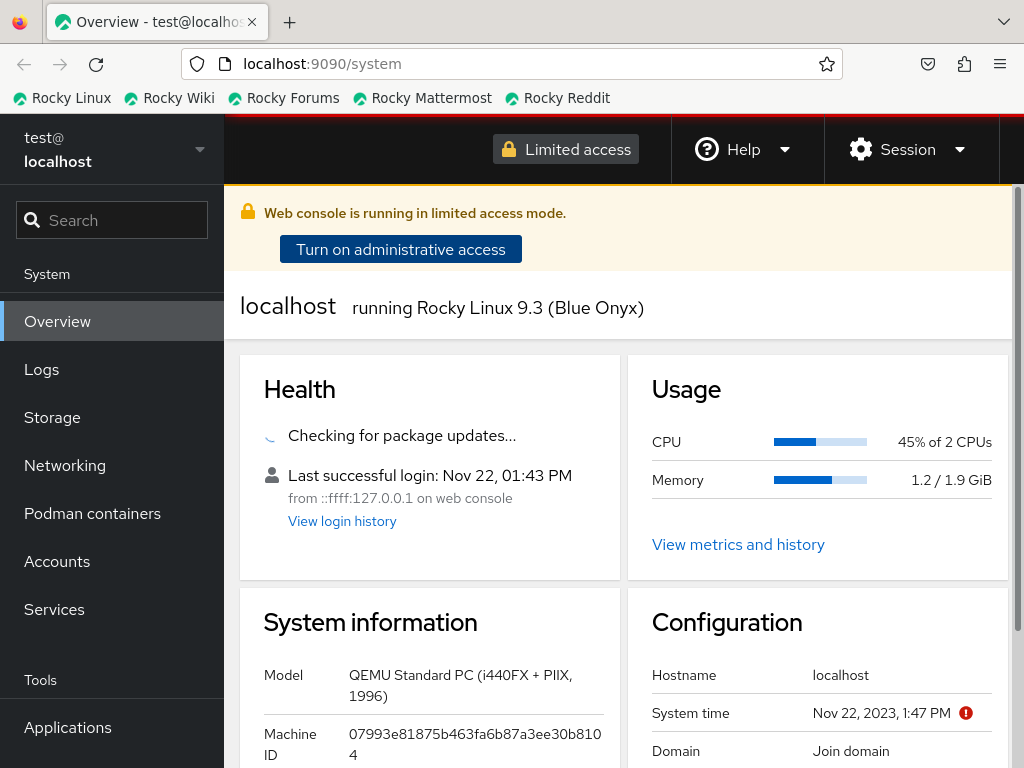 Overview - test@localhos
localhost:9090/system
Rocky Linux
Rocky Wiki
Rocky Forums
Rocky Mattermost
Rocky Reddit
test@
localhost
Limited access
Help
Session
Search
System
Overview
Logs
Storage
Networking
Podman containers
Accounts
Services
Tools
Applications
Web console is running in limited access mode.
Turn on administrative access
localhost running Rocky Linux 9.3 (Blue Onyx)
Health
Checking for package updates...
Last successful login: Nov 22, 01:43 PM
from ::ffff:127.0.0.1 on web console
View login history
Usage
CPU 45% of 2 CPUs
Memory 1.2 / 1.9 GiB
View metrics and history
System information
Model QEMU Standard PC (i440FX + PIIX,
1996)
Machine 07993e81875b463fa6b87a3ee30b810
ID 4
Configuration
Hostname localhost
System time Nov 22, 2023, 1:47 PM
Domain Join domain